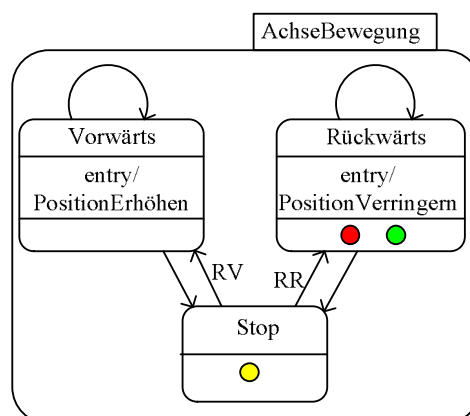 AchseBewegung
Vorwärts
entry/
PositionErhöhen
Rückwärts
entry/
PositionVerringern
RV
RR
Stop